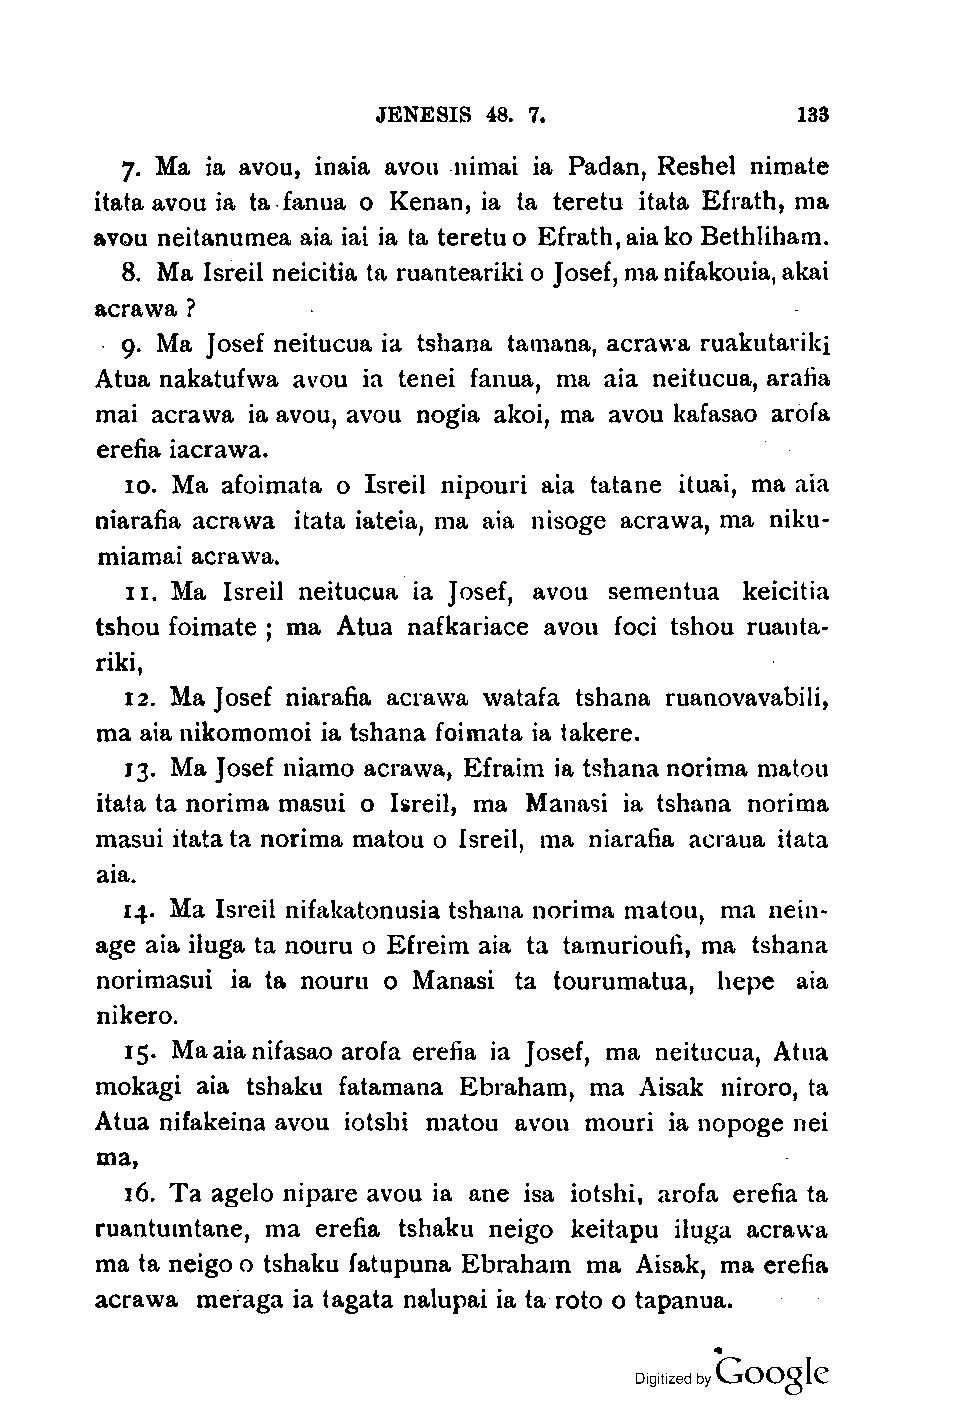 JENESIS 48. 7. 133
7. Ma ia avou, inaia avou nimai ia Padan, Reshel nimate
itata avou ia ta fanua o Kenan, ia ta teretu itata Efrath, ma
avou neitanumea aia iai ia ta teretu o Efrath, aia ko Bethliham.
8. Ma Isreil neicitia ta ruanteariki o Josef, ma nifakouia, akai
acrawa ?
9. Ma Josef neitucua ia tshana tamana, acrawa ruakutariki
Atua nakatufwa avou ia tenei fanua, ma aia neitucua, arafia
mai acrawa ia avou, avou nogia akoi, ma avou kafasao arofa
erefia iacrawa.
10. Ma afoimata o Isreil nipouri aia tatane ituai, ma aia
niarafia acrawa itata iateia, ma aia nisoge acrawa, ma niku-
miamai acrawa.
11. Ma Isreil neitucua ia Josef, avou sementua keicitia
tshou foimate ; ma Atua nafkariace avou foci tshou ruanta-
riki,
12. Ma Josef niarafia acrawa watafa tshana ruanovavabili,
ma aia nikomomoi ia tshana foimata ia takere.
13. Ma Josef niamo acrawa, Efraim ia tshana norima matou
itata ta norima masui o Isreil, ma Manasi ia tshana norima
masui itata ta norima matou o Isreil, ma niarafia acraua itata
aia.
14. Ma Isreil nifakatonusia tshana norima matou, ma nein-
age aia iluga ta nouru o Efreim aia ta tamurioufi, ma tshana
norimasui ia ta nouru o Manasi ta tourumatua, hepe aia
nikero.
15. Ma aia nifasao arofa erefia ia Josef, ma neitucua, Atua
mokagi aia tshaku fatamana Ebraham, ma Aisak niroro, ta
Atua nifakeina avou iotshi matou avou mouri ia nopoge nei
ma,
16. Ta agelo nipare avou ia ane isa iotshi, arofa erefia ta
ruantumtane, ma erefia tshaku neigo keitapu iluga acrawa
ma ta neigo o tshaku fatupuna Ebraham ma Aisak, ma erefia
acrawa meraga ia tagata nalupai ia ta roto o tapanua.
Digitized by Google